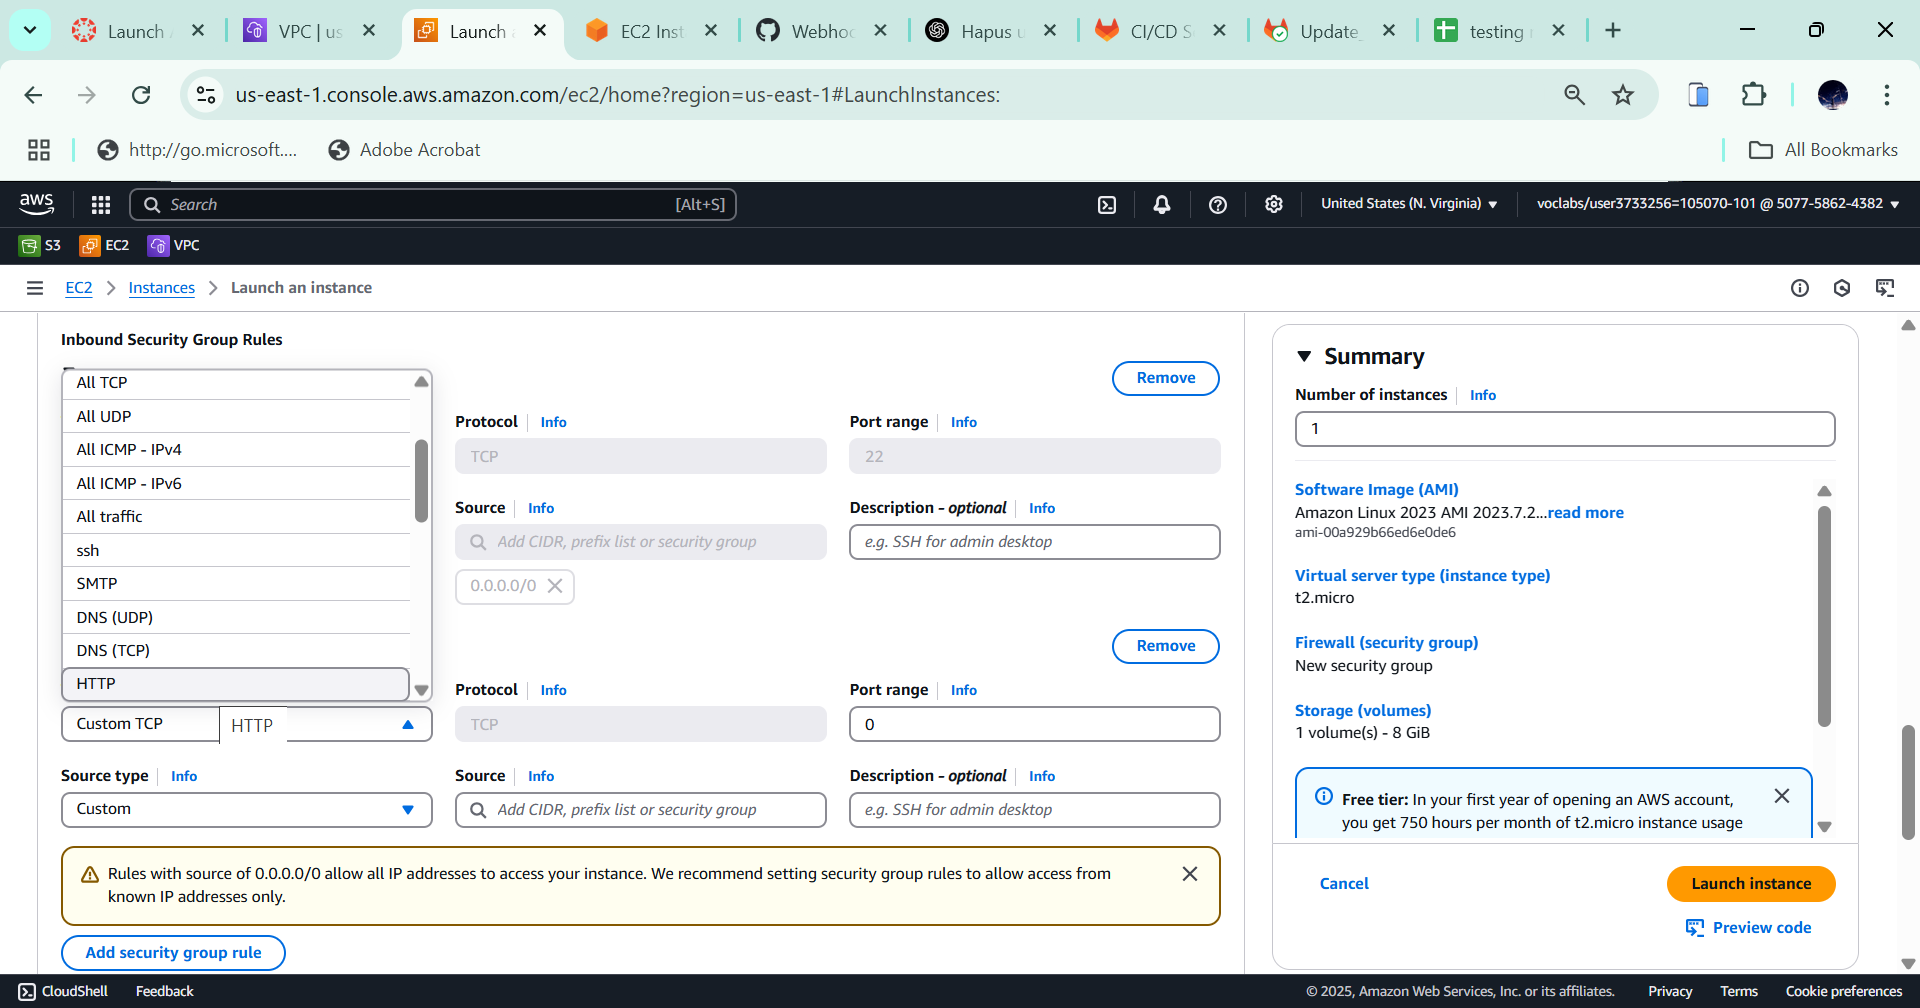 Launch
VPC | us
Launch
EC2 Inst
Webhoo
Hapus u
CI/CD S
Update_
testing
us-east-1.console.aws.amazon.com/ec2/home?region=us-east-1#LaunchInstances:
http://go.microsoft....
Adobe Acrobat
All Bookmarks
aws
Search
[Alt+S]
United States (N. Virginia)
voclabs/user3733256=105070-101 @ 5077-5862-4382
S3
EC2
VPC
EC2
Instances
Launch an instance
Inbound Security Group Rules
All TCP
All UDP
All ICMP - IPv4
All ICMP - IPv6
All traffic
ssh
SMTP
DNS (UDP)
DNS (TCP)
HTTP
Custom TCP
HTTP
Remove
Protocol
Info
Port range
Info
TCP
22
Source
Info
Description - optional
Info
Add CIDR, prefix list or security group
e.g. SSH for admin desktop
0.0.0.0/0
Remove
Protocol
Info
Port range
Info
TCP
0
Source type
Info
Source
Info
Description - optional
Info
Custom
Add CIDR, prefix list or security group
e.g. SSH for admin desktop
Rules with source of 0.0.0.0/0 allow all IP addresses to access your instance. We recommend setting security group rules to allow access from
known IP addresses only.
Add security group rule
Summary
Number of instances
Info
1
Software Image (AMI)
Amazon Linux 2023 AMI 2023.7.2...read more
ami-00a929b66ed6e0de6
Virtual server type (instance type)
t2.micro
Firewall (security group)
New security group
Storage (volumes)
1 volume(s) - 8 GiB
Free tier: In your first year of opening an AWS account,
you get 750 hours per month of t2.micro instance usage
Cancel
Launch instance
Preview code
CloudShell
Feedback
© 2025, Amazon Web Services, Inc. or its affiliates.
Privacy
Terms
Cookie preferences